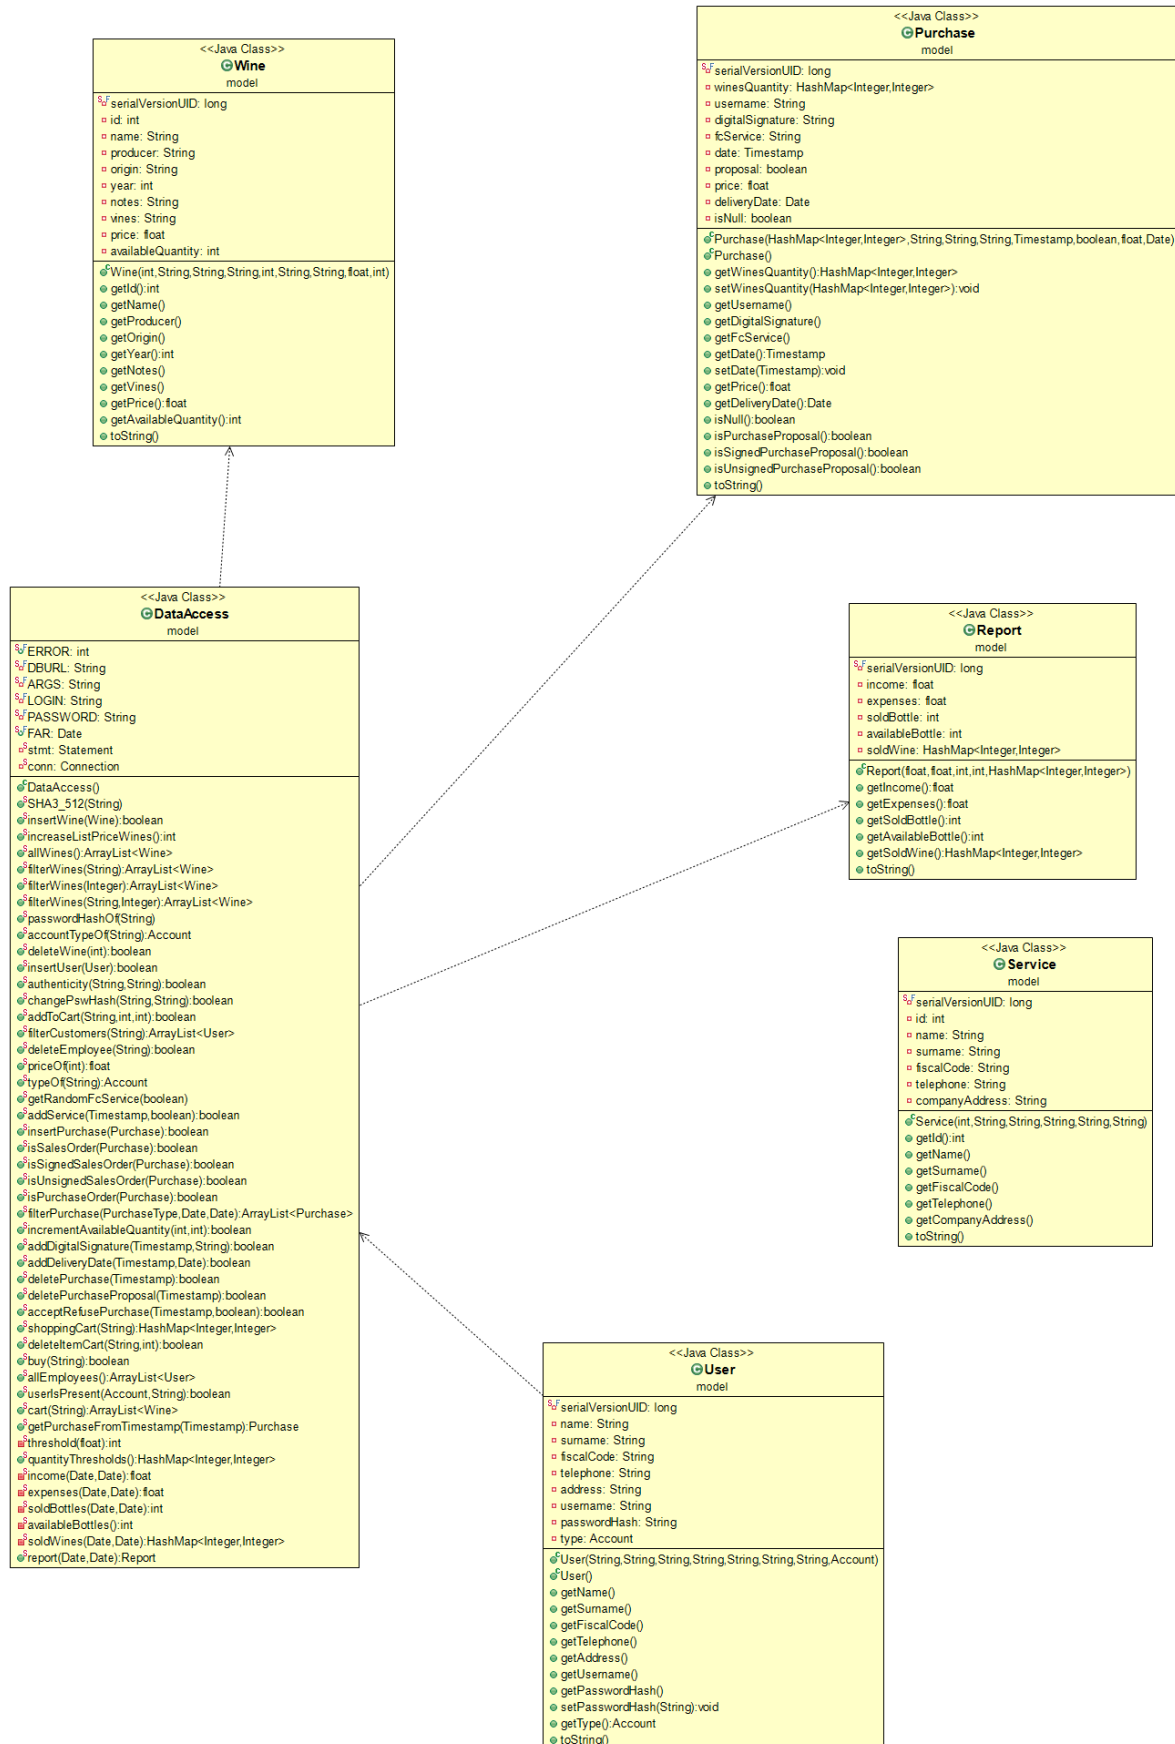 <<Java Class>>
Wine
model
serialVersionUID: long
id: int
name: String
producer: String
origin: String
year: int
notes: String
vines: String
price: float
availableQuantity: int
Wine(int,String,String,String,int,String,String,float,int)
getId():int
getName()
getProducer()
getOrigin()
getYear():int
getNotes()
getVines()
getPrice():float
getAvailableQuantity():int
toString()
<<Java Class>>
Purchase
model
serialVersionUID: long
winesQuantity: HashMap<Integer,Integer>
username: String
digitalSignature: String
fcService: String
date: Timestamp
proposal: boolean
price: float
deliveryDate: Date
isNull: boolean
Purchase(HashMap<Integer,Integer>,String,String,String,Timestamp,boolean,float,Date)
Purchase()
getWinesQuantity():HashMap<Integer,Integer>
setWinesQuantity(HashMap<Integer,Integer>):void
getUsername()
getDigitalSignature()
getFcService()
getDate():Timestamp
setDate(Timestamp):void
getPrice():float
getDeliveryDate():Date
isNull():boolean
isPurchaseProposal():boolean
isSignedPurchaseProposal():boolean
isUnsignedPurchaseProposal():boolean
toString()
<<Java Class>>
DataAccess
model
ERROR: int
DBURL: String
ARGS: String
LOGIN: String
PASSWORD: String
FAR: Date
stmt: Statement
conn: Connection
DataAccess()
SHA3_512(String)
insertWine(Wine):boolean
increaseListPriceWines():int
allWines():ArrayList<Wine>
filterWines(String):ArrayList<Wine>
filterWines(Integer):ArrayList<Wine>
filterWines(String,Integer):ArrayList<Wine>
passwordHashOf(String)
accountTypeOf(String):Account
deleteWine(int):boolean
insertUser(User):boolean
authenticity(String,String):boolean
changePswHash(String,String):boolean
addToCart(String,int,int):boolean
filterCustomers(String):ArrayList<User>
deleteEmployee(String):boolean
priceOf(int):float
typeOf(String):Account
getRandomFcService(boolean)
addService(Timestamp,boolean):boolean
insertPurchase(Purchase):boolean
isSalesOrder(Purchase):boolean
isSignedSalesOrder(Purchase):boolean
isUnsignedSalesOrder(Purchase):boolean
isPurchaseOrder(Purchase):boolean
filterPurchase(PurchaseType,Date,Date):ArrayList<Purchase>
incrementAvailableQuantity(int,int):boolean
addDigitalSignature(Timestamp,String):boolean
addDeliveryDate(Timestamp,Date):boolean
deletePurchase(Timestamp):boolean
deletePurchaseProposal(Timestamp):boolean
acceptRefusePurchase(Timestamp,boolean):boolean
shoppingCart(String):HashMap<Integer,Integer>
deleteItemCart(String,int):boolean
buy(String):boolean
allEmployees():ArrayList<User>
userIsPresent(Account,String):boolean
cart(String):ArrayList<Wine>
getPurchaseFromTimestamp(Timestamp):Purchase
threshold(float):int
quantityThresholds():HashMap<Integer,Integer>
income(Date,Date):float
expenses(Date,Date):float
soldBottles(Date,Date):int
availableBottles():int
soldWines(Date,Date):HashMap<Integer,Integer>
report(Date,Date):Report
<<Java Class>>
Report
model
serialVersionUID: long
income: float
expenses: float
soldBottle: int
availableBottle: int
soldWine: HashMap<Integer,Integer>
Report(float,float,int,int,HashMap<Integer,Integer>)
getIncome():float
getExpenses():float
getSoldBottle():int
getAvailableBottle():int
getSoldWine():HashMap<Integer,Integer>
toString()
<<Java Class>>
Service
model
serialVersionUID: long
id: int
name: String
surname: String
fiscalCode: String
telephone: String
companyAddress: String
Service(int,String,String,String,String,String)
getId():int
getName()
getSurname()
getFiscalCode()
getTelephone()
getCompanyAddress()
toString()
<<Java Class>>
User
model
serialVersionUID: long
name: String
surname: String
fiscalCode: String
telephone: String
address: String
username: String
passwordHash: String
type: Account
User(String,String,String,String,String,String,String,Account)
User()
getName()
getSurname()
getFiscalCode()
getTelephone()
getAddress()
getUsername()
getPasswordHash()
setPasswordHash(String):void
getType():Account
toString()